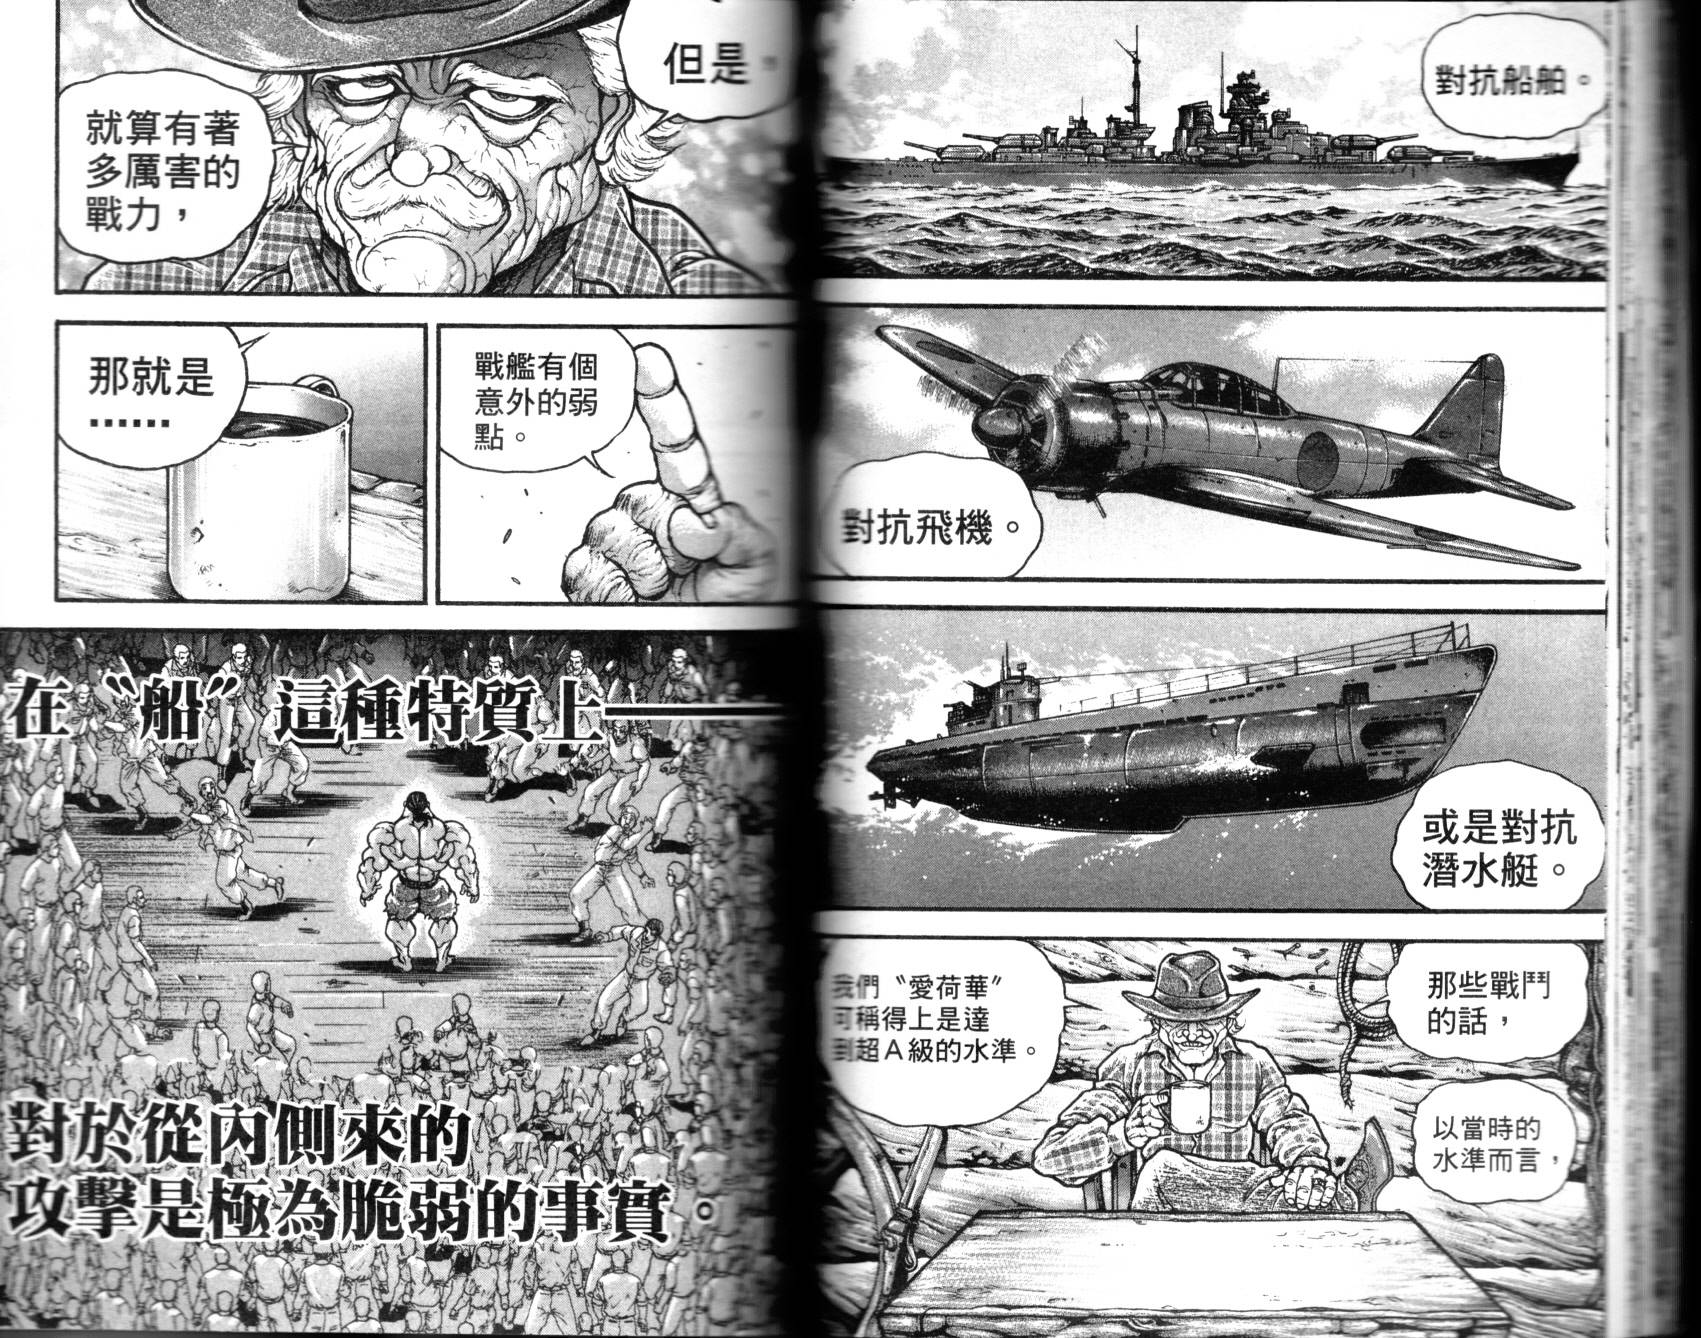 對抗船舶。
對抗飛機。
或是對抗
潛水艇。
那些戰鬥
的話，
以當時的
水準而言，
我們〝愛荷華〞
可稱得上是達
到超A級的水準。
但是，
就算有著
多厲害的
戰力，
戰艦有個
意外的弱
點。
那就是
……
在〝船〞這種特質上──
對於從內側來的
攻擊是極為脆弱的事實。